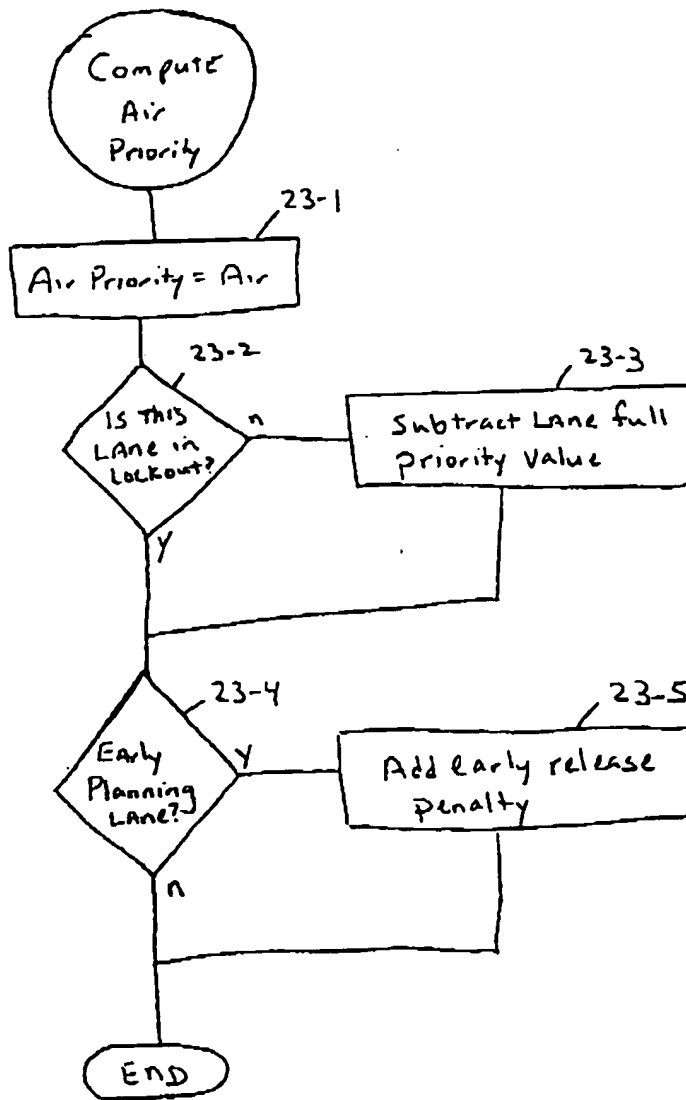 Compute
Air
Priority
23-1
Air Priority = Air
23-2
Is This
Lane in
Lockout?
n
y
23-3
Subtract Lane full
priority value
23-4
Early
Planning
Lane?
y
n
23-5
Add early release
penalty
END